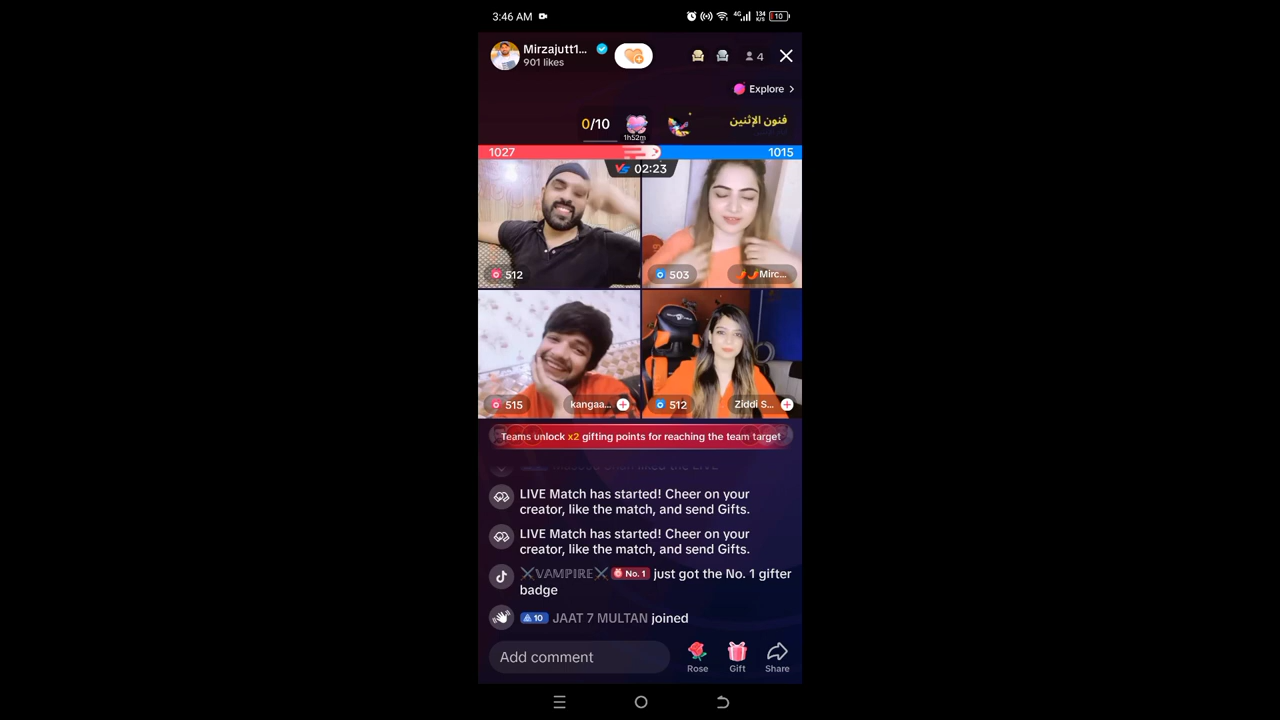 3:46 AM
4G 134 K/S 10
Mirzajutt1...
901 likes
4
Explore >
0/10
1h52m
فنون الإثنين
1027
1015
VS 02:23
512
503
Mirc...
515
kangaa...
512
Ziddi S...
Teams unlock x2 gifting points for reaching the team target
LIVE Match has started! Cheer on your
creator, like the match, and send Gifts.
LIVE Match has started! Cheer on your
creator, like the match, and send Gifts.
⚔𝕍𝔸𝕄ℙ𝕀ℝ𝔼⚔ No. 1 just got the No. 1 gifter
badge
10 JAAT 7 MULTAN joined
Add comment
Rose
Gift
Share